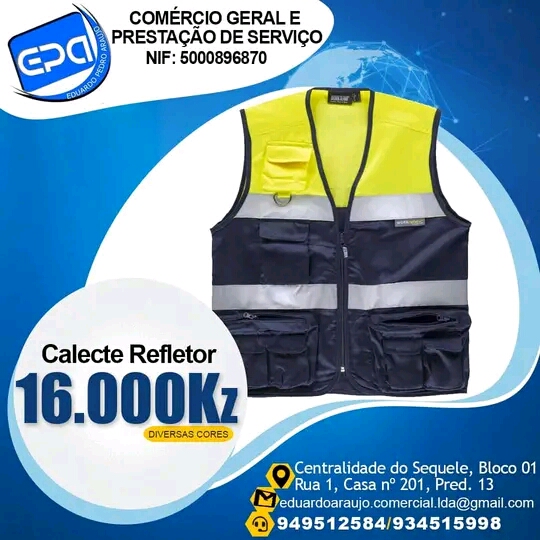 epa
EDUARDO PEDRO ARAUJO
COMÉRCIO GERAL E
PRESTAÇÃO DE SERVIÇO
NIF: 5000896870
Calecte Refletor
16.000Kz
DIVERSAS CORES
Centralidade do Sequele, Bloco 01
Rua 1, Casa nº 201, Pred. 13
eduardoaraujo.comercial.lda@gmail.com
949512584/934515998